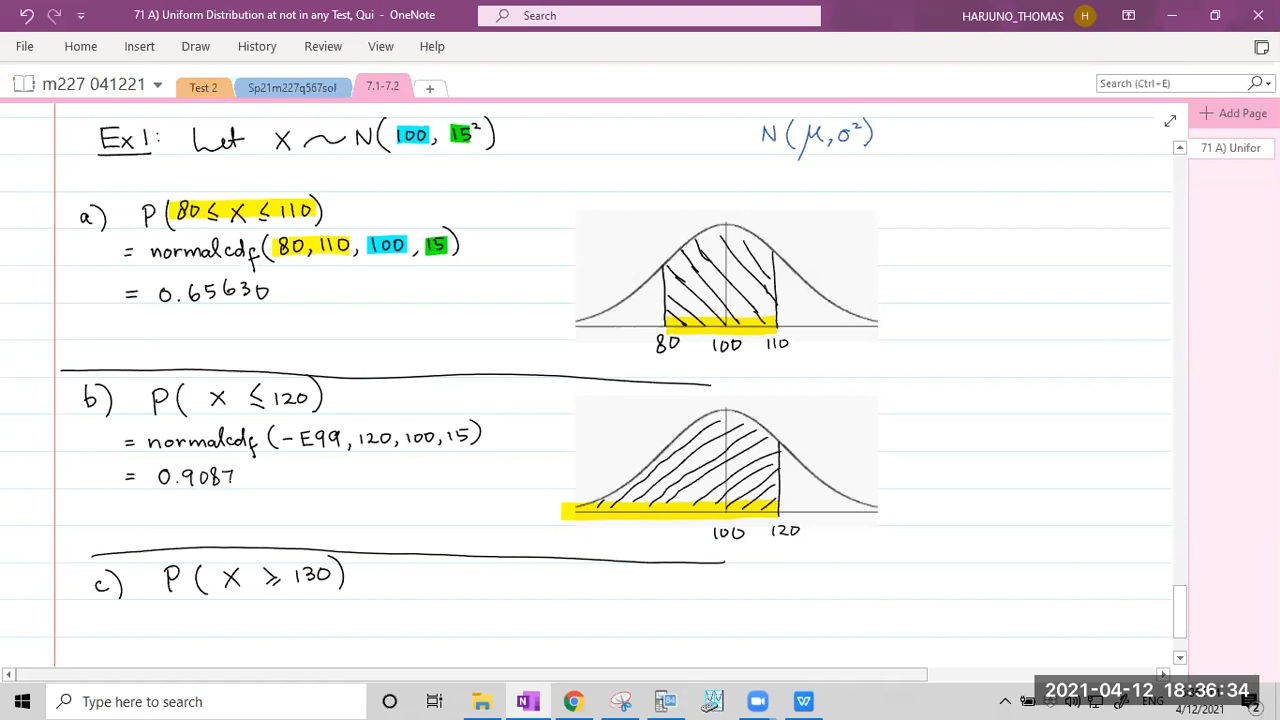 71 A) Uniform Distribution at not in any Test, Qui - OneNote
Search
HARJUNO_THOMAS
H
File Home Insert Draw History Review View Help
m227 041221
Test 2
Sp21m227q567sol
7.1-7.2
Search (Ctrl+E)
Add Page
71 A) Unifor
Ex 1: Let X ~ N(100, 15²)
N(μ, σ²)
a) P(80 ≤ X ≤ 110)
= normalcdf(80, 110, 100, 15)
= 0.65630
80 100 110
b) P( X ≤ 120)
= normalcdf (-E99, 120, 100, 15)
= 0.9087
100 120
c) P( X ≥ 130)
Type here to search
2021-04-12 18:36:34
4/12/2021
2